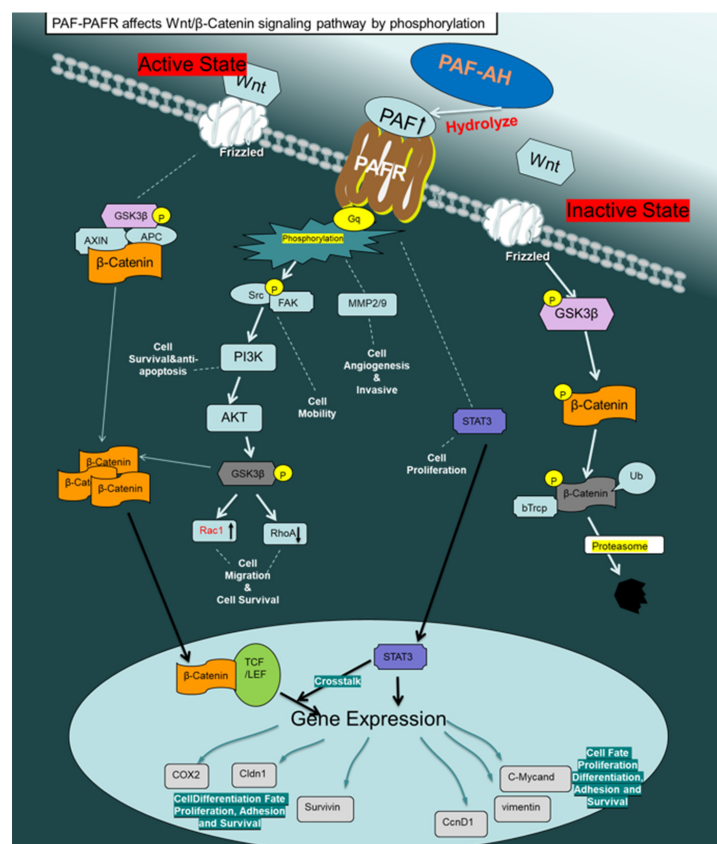 PAF-PAFR affects Wnt/β-Catenin signaling pathway by phosphorylation
Active State
Wnt
Frizzled
PAF-AH
PAF
Hydrolyze
PAFR
Gq
Wnt
Inactive State
Frizzled
GSK3β
P
AXIN
APC
β-Catenin
Phosphorylation
P
Src
FAK
MMP2/9
P
GSK3β
Cell
Survival&anti-
apoptosis
PI3K
Cell
Angiogenesis
&
Invasive
Cell
Mobility
AKT
STAT3
Cell
Proliferation
P
β-Catenin
β-Catenin
β-Cat
β-Catenin
GSK3β
P
P
β-Catenin
Ub
bTrcp
Rac1
RhoA
Cell
Migration
&
Cell Survival
Proteasome
β-Catenin
TCF
/LEF
STAT3
Crosstalk
Gene Expression
COX2
Cldn1
Survivin
CcnD1
C-Mycand
vimentin
CellDifferentiation Fate
Proliferation, Adhesion
and Survival
Cell Fate
Proliferation
Differentiation,
Adhesion and
Survival